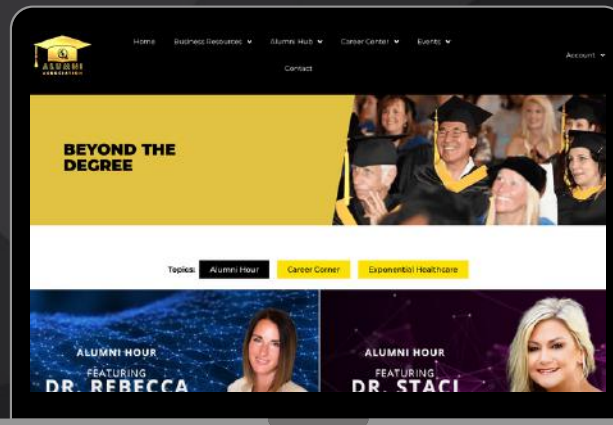 Home Business Resources Alumni Hub Career Center Events
Account
Contact
ALUMNI
ASSOCIATION
BEYOND THE
DEGREE
Topics: Alumni Hour Career Corner Exponential Healthcare
ALUMNI HOUR
FEATURING
DR. REBECCA
ALUMNI HOUR
FEATURING
DR. STACI